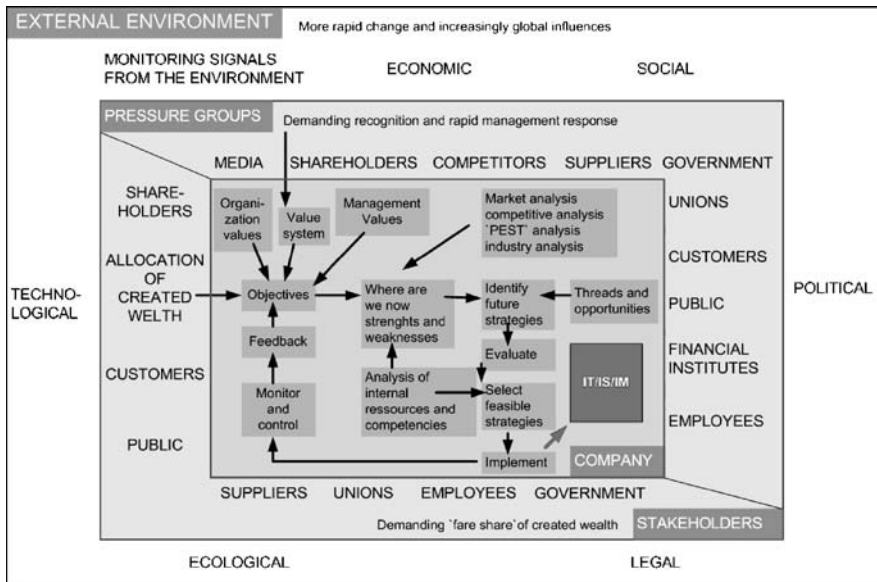 EXTERNAL ENVIRONMENT
More rapid change and increasingly global influences
MONITORING SIGNALS
FROM THE ENVIRONMENT
ECONOMIC
SOCIAL
PRESSURE GROUPS
Demanding recognition and rapid management response
MEDIA
SHAREHOLDERS
COMPETITORS
SUPPLIERS
GOVERNMENT
SHARE-
HOLDERS
Organi-
zation
values
Value
system
Management
Values
Market analysis
competitive analysis
`PEST` analysis
industry analysis
UNIONS
CUSTOMERS
TECHNO-
LOGICAL
ALLOCATION
OF
CREATED
WELTH
Objectives
Where are
we now
strenghts and
weaknesses
Identify
future
strategies
Threads and
opportunities
PUBLIC
POLITICAL
Feedback
Evaluate
FINANCIAL
INSTITUTES
CUSTOMERS
Monitor
and
control
Analysis of
internal
ressources and
competencies
Select
feasible
strategies
IT/IS/IM
EMPLOYEES
PUBLIC
Implement
COMPANY
SUPPLIERS
UNIONS
EMPLOYEES
GOVERNMENT
Demanding `fare share`of created wealth
STAKEHOLDERS
ECOLOGICAL
LEGAL